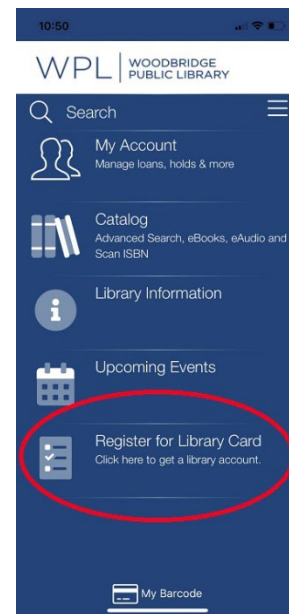 10:50
WPL WOODBRIDGE
PUBLIC LIBRARY
Search
My Account
Manage loans, holds & more
Catalog
Advanced Search, eBooks, eAudio and
Scan ISBN
Library Information
Upcoming Events
Register for Library Card
Click here to get a library account.
My Barcode